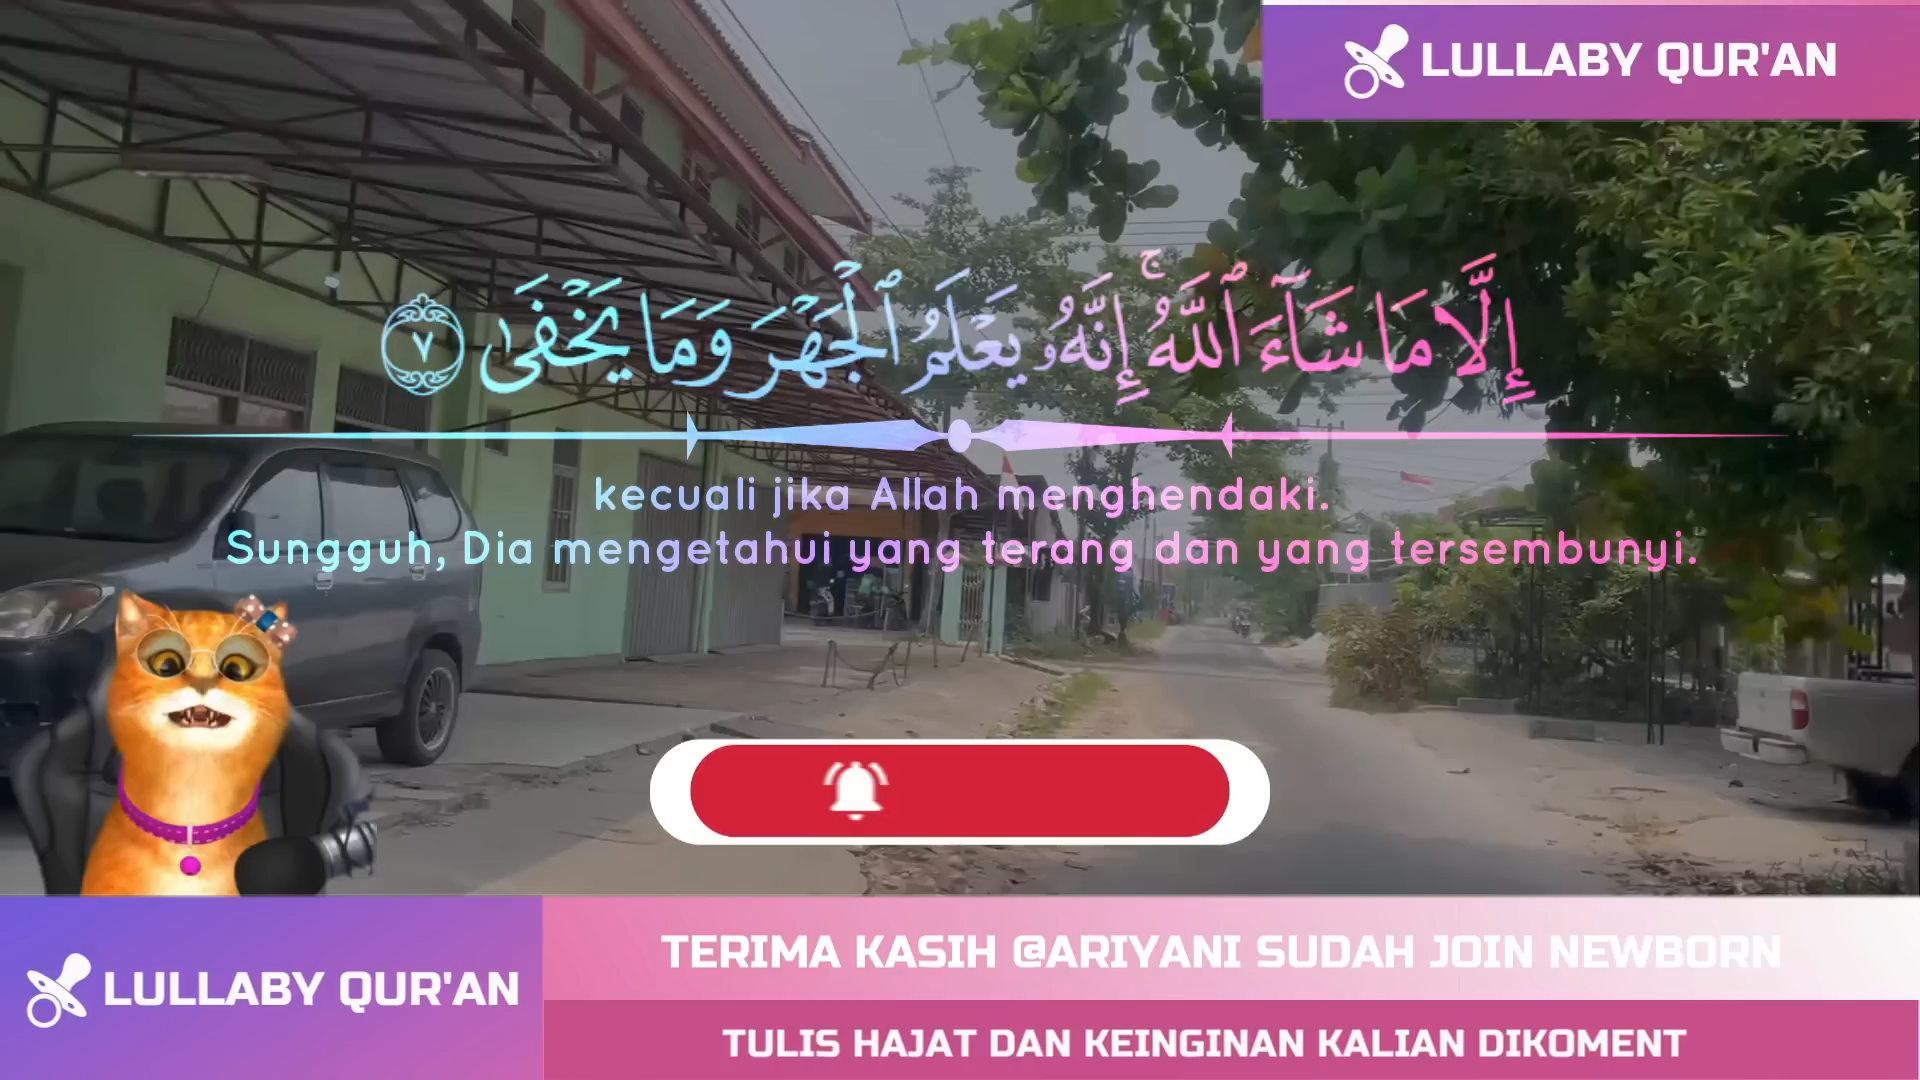 LULLABY QUR'AN
إِلَّا مَا شَآءَ ٱللَّهُ ۚ إِنَّهُۥ يَعْلَمُ ٱلْجَهْرَ وَمَا يَخْفَىٰ ٧
kecuali jika Allah menghendaki.
Sungguh, Dia mengetahui yang terang dan yang tersembunyi.
LULLABY QUR'AN
TERIMA KASIH @ARIYANI SUDAH JOIN NEWBORN
TULIS HAJAT DAN KEINGINAN KALIAN DIKOMENT